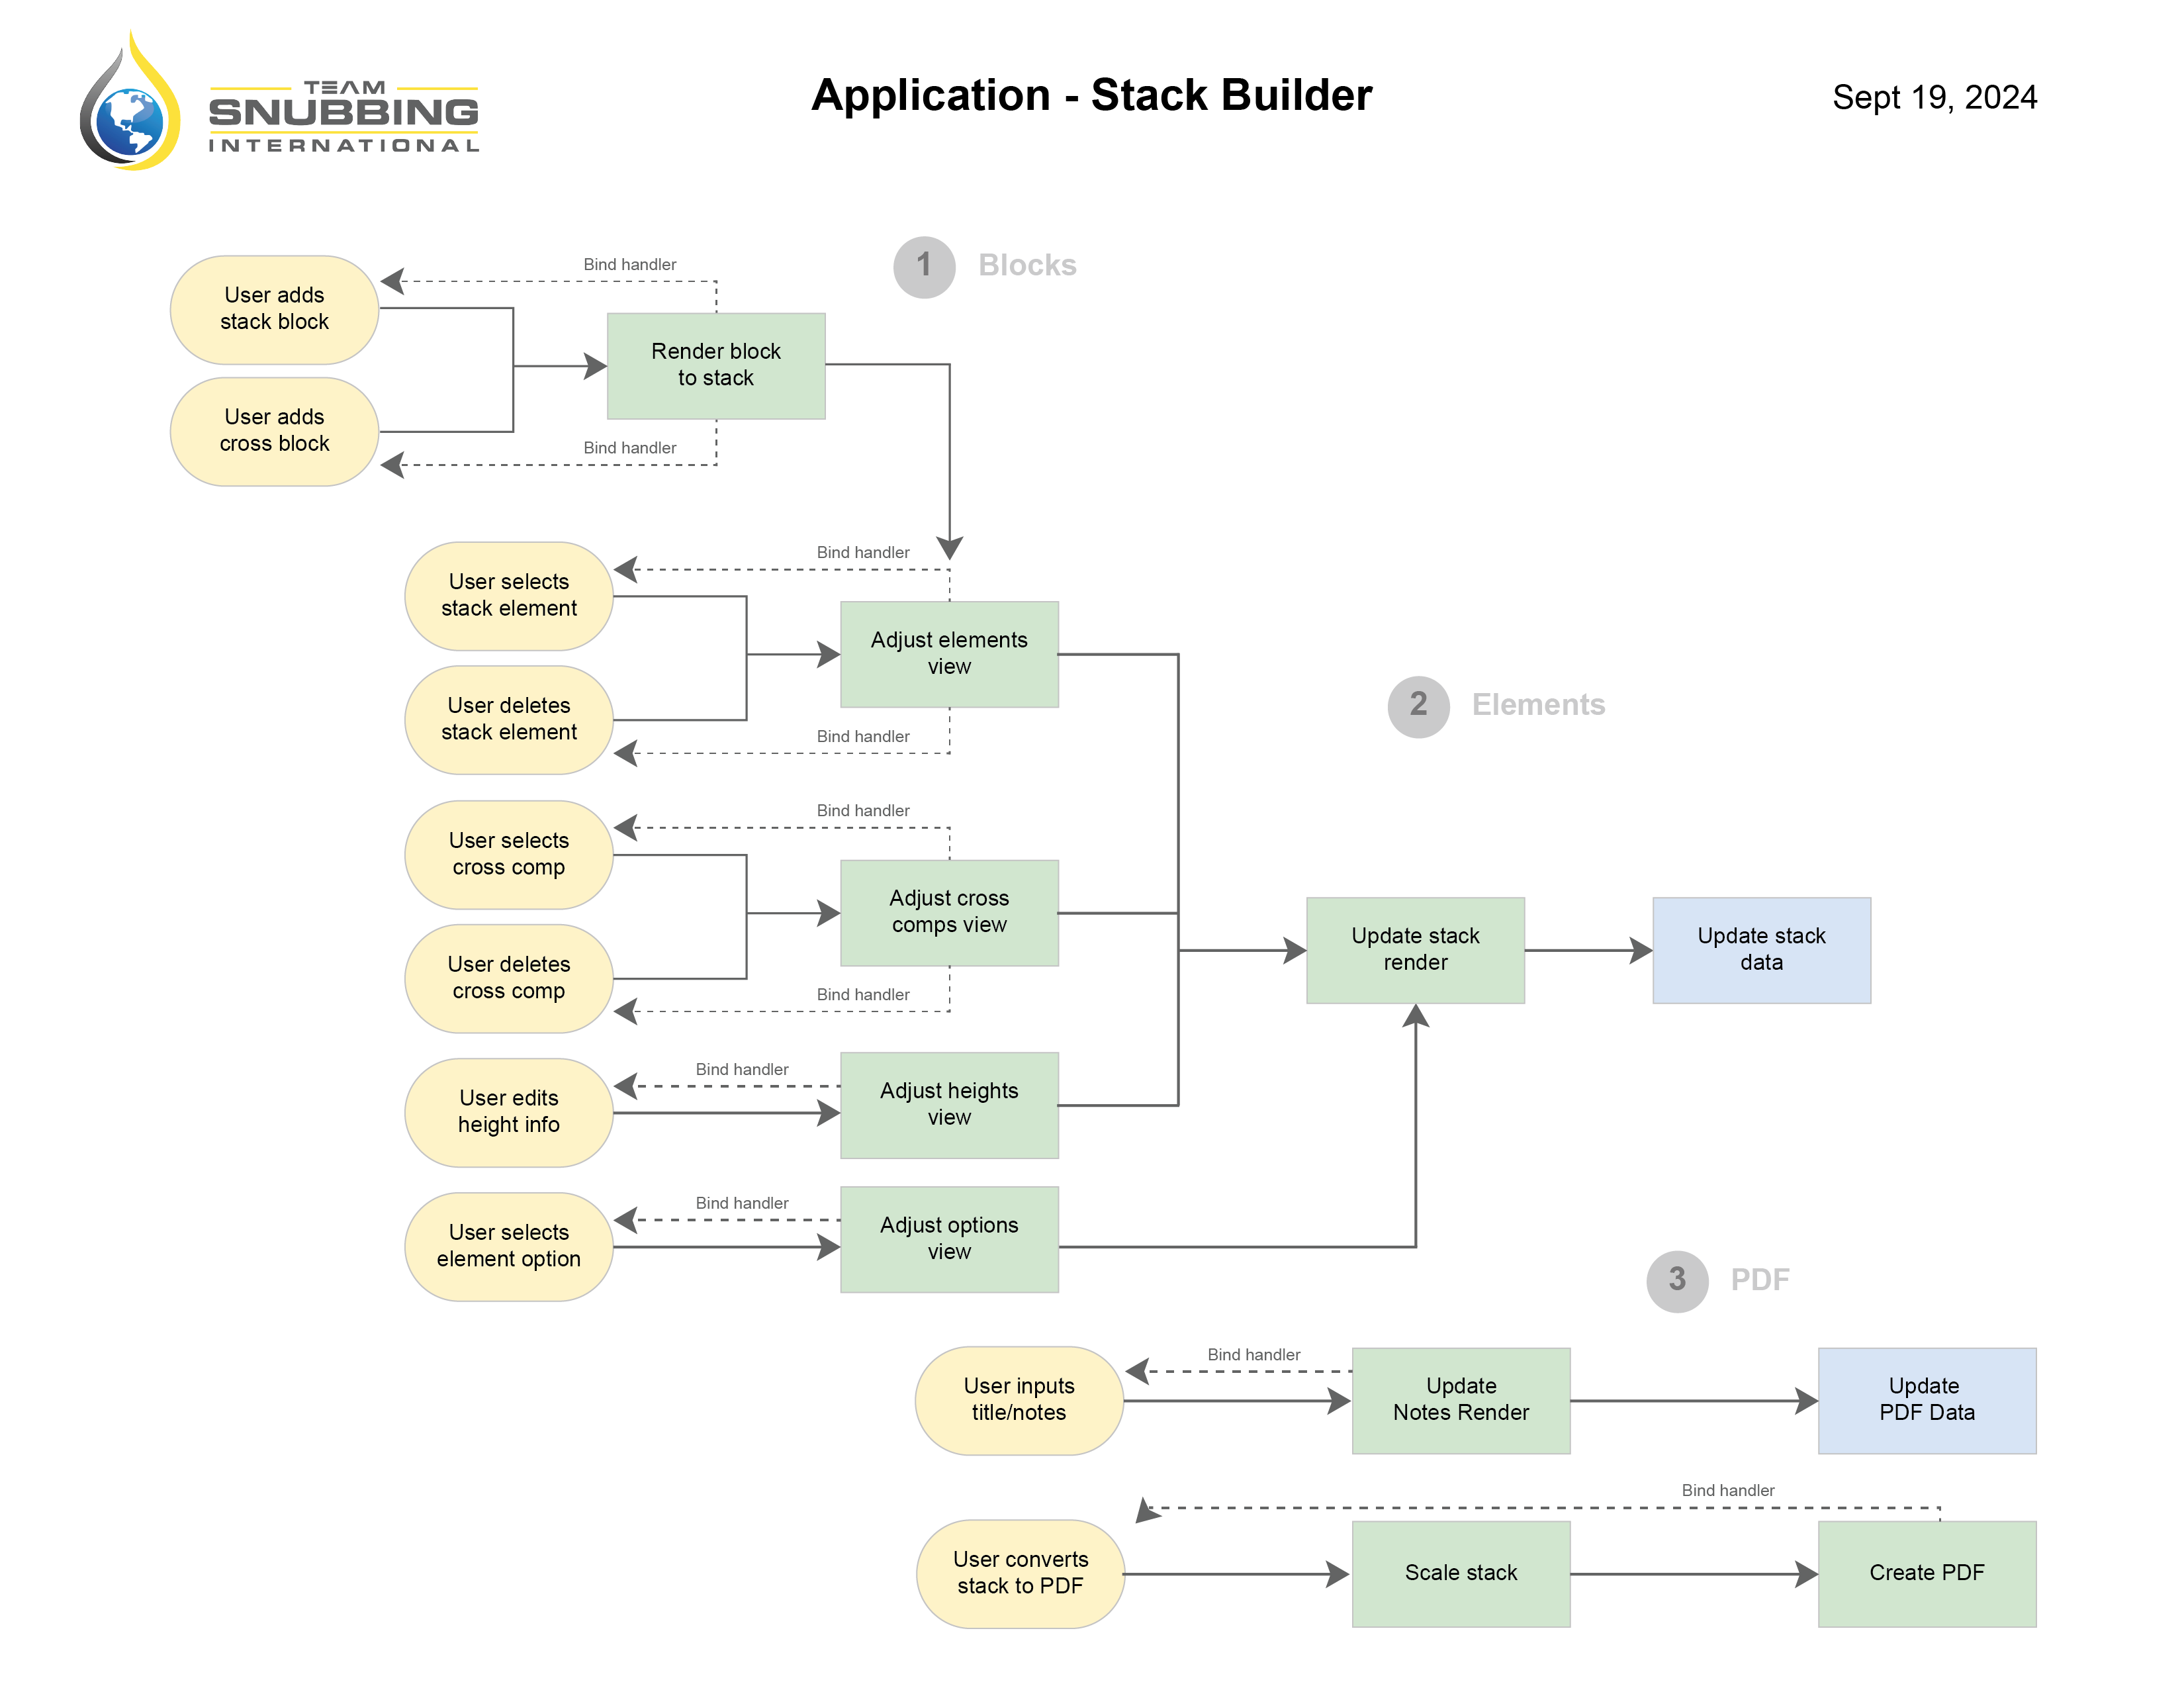 TEAM
SNUBBING
INTERNATIONAL
Application - Stack Builder
Sept 19, 2024
1
Blocks
Bind handler
User adds
stack block
Render block
to stack
User adds
cross block
Bind handler
Bind handler
User selects
stack element
Adjust elements
view
User deletes
stack element
Bind handler
2
Elements
Bind handler
User selects
cross comp
Adjust cross
comps view
User deletes
cross comp
Bind handler
Update stack
render
Update stack
data
Bind handler
User edits
height info
Adjust heights
view
Bind handler
User selects
element option
Adjust options
view
3
PDF
Bind handler
User inputs
title/notes
Update
Notes Render
Update
PDF Data
Bind handler
User converts
stack to PDF
Scale stack
Create PDF